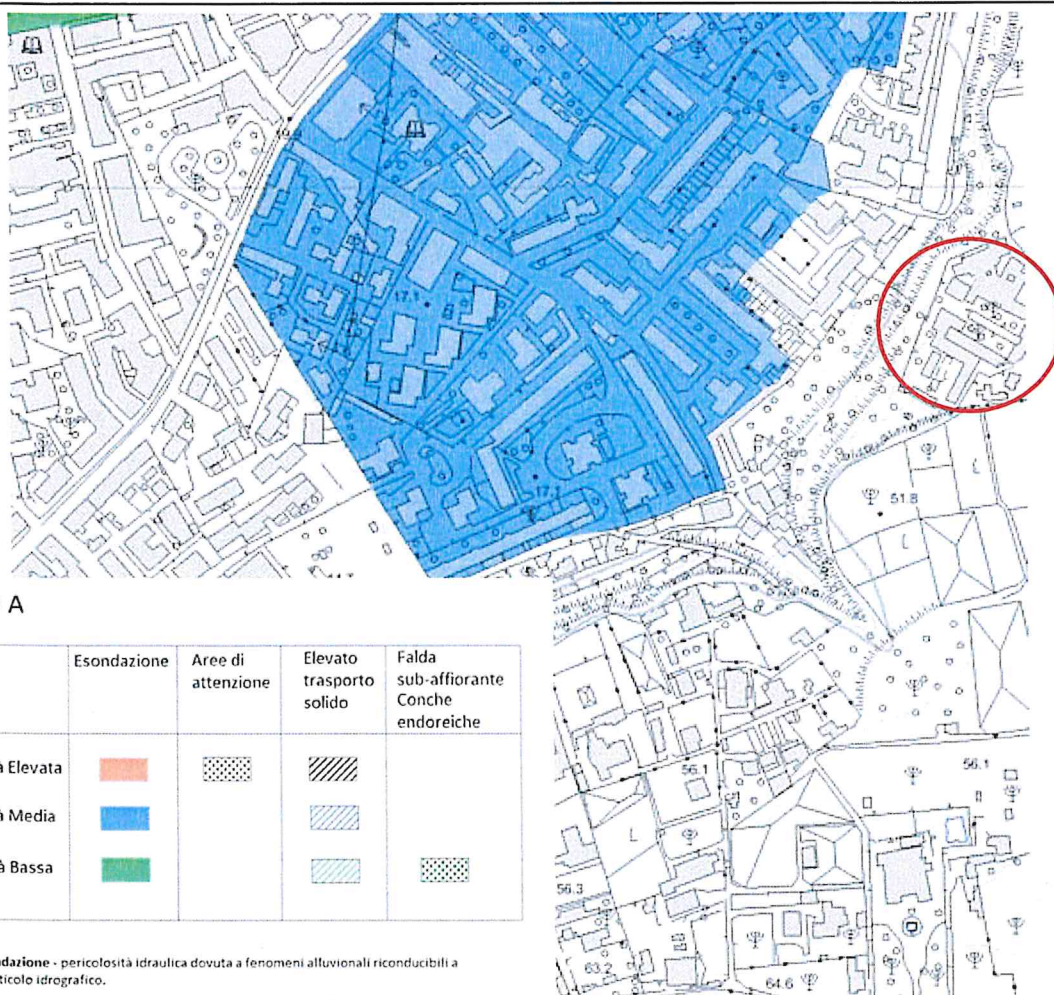 17.1
17.1
51.8
A
Esondazione
Aree di
attenzione
Elevato
trasporto
solido
Falda
sub-affiorante
Conche
endoreiche
à Elevata
à Media
à Bassa
56.1
56.1
56.3
63.2
64.6
dazione - pericolosità idraulica dovuta a fenomeni alluvionali riconducibili a
ticolo idrografico.